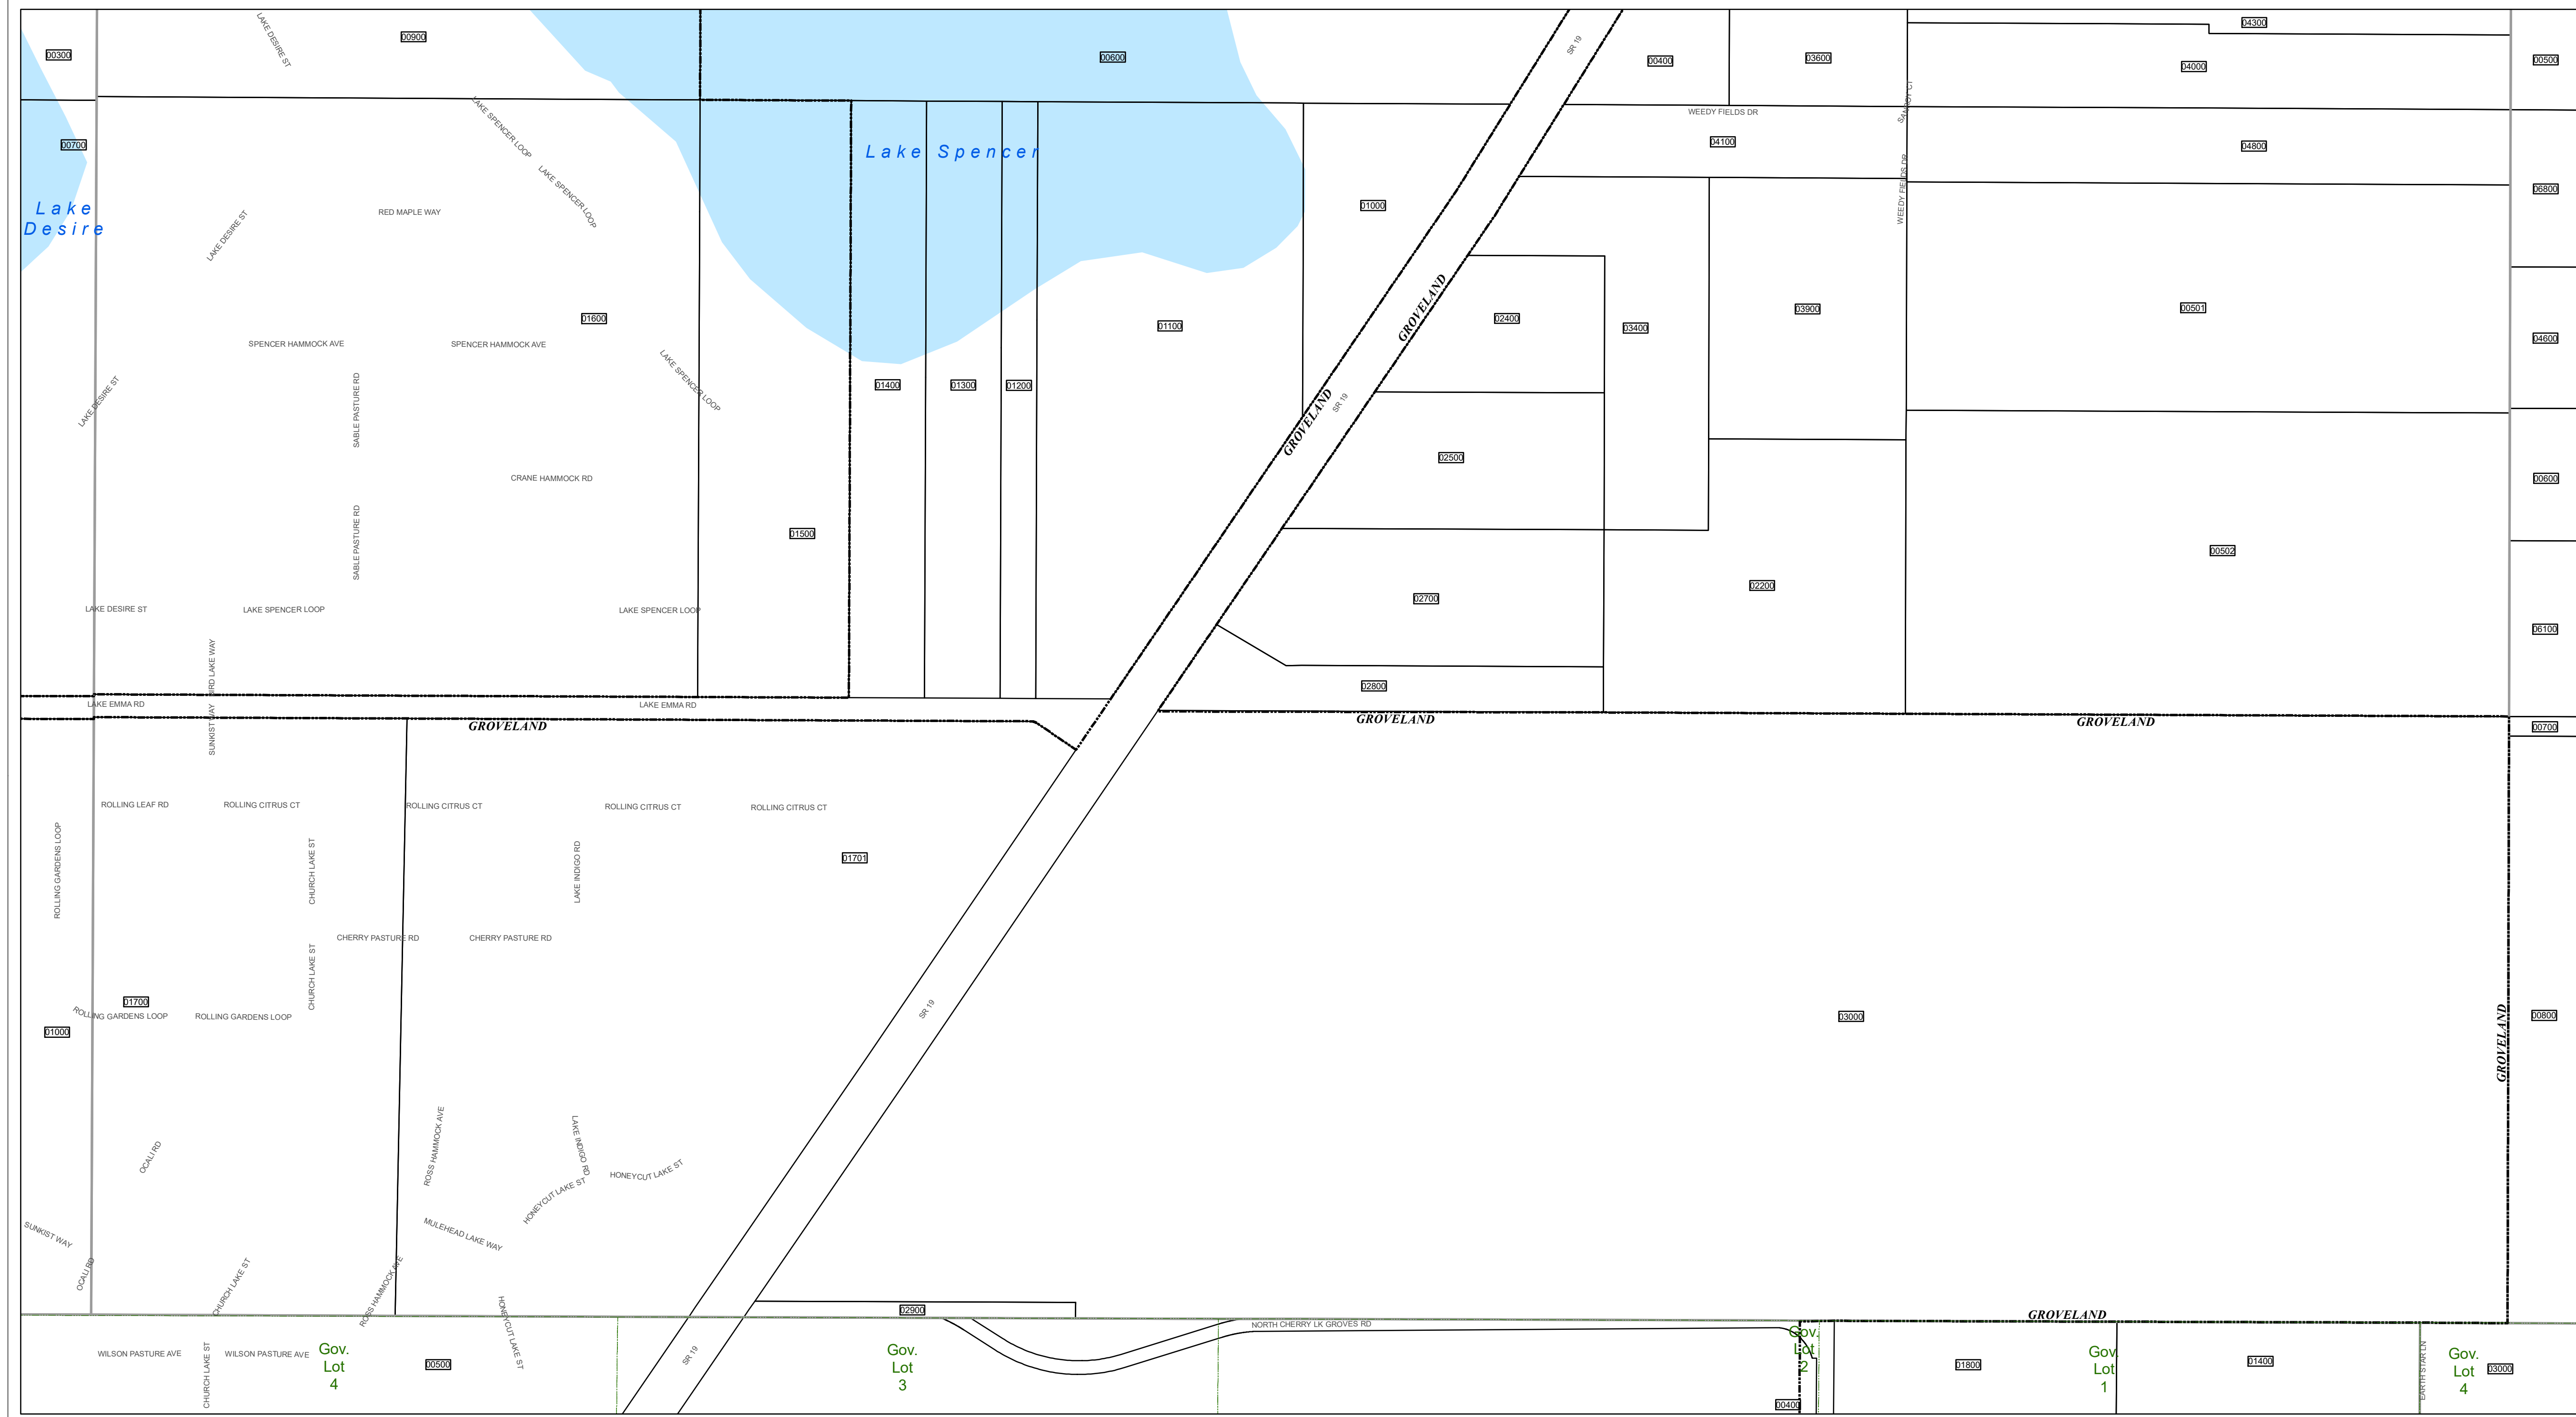 LAKE DESIRE ST
00300
00900
00600
SR 19
00400
03600
04300
04000
00500
LAKE SPENCER LOOP
WEEDY FIELDS DR
SANDY CT
00700
Lake Spencer
04100
04800
LAKE SPENCER LOOP
WEEDY FIELDS DR
06800
Lake
Desire
LAKE DESIRE ST
RED MAPLE WAY
01000
01600
01100
GROVELAND
02400
03400
03900
00501
04600
SPENCER HAMMOCK AVE
SPENCER HAMMOCK AVE
LAKE SPENCER LOOP
LAKE DESIRE ST
SABLE PASTURE RD
01400
01300
01200
GROVELAND
SR 19
CRANE HAMMOCK RD
02500
00600
SABLE PASTURE RD
01500
00502
02700
02200
LAKE DESIRE ST
LAKE SPENCER LOOP
LAKE SPENCER LOOP
06100
BIRD LAKE WAY
02800
LAKE EMMA RD
LAKE EMMA RD
SUNKIST WAY
GROVELAND
GROVELAND
GROVELAND
00700
ROLLING LEAF RD
ROLLING CITRUS CT
ROLLING CITRUS CT
ROLLING CITRUS CT
ROLLING CITRUS CT
ROLLING GARDENS LOOP
CHURCH LAKE ST
LAKE INDIGO RD
01701
CHERRY PASTURE RD
CHERRY PASTURE RD
CHURCH LAKE ST
01700
ROLLING GARDENS LOOP
ROLLING GARDENS LOOP
01000
SR 19
03000
GROVELAND
00800
OCALI RD
ROSS HAMMOCK AVE
LAKE INDIGO RD
HONEYCUT LAKE ST
HONEYCUT LAKE ST
SUNKIST WAY
MULEHEAD LAKE WAY
OCALI RD
CHURCH LAKE ST
ROSS HAMMOCK AVE
HONEYCUT LAKE ST
02900
NORTH CHERRY LK GROVES RD
GROVELAND
WILSON PASTURE AVE
CHURCH LAKE ST
WILSON PASTURE AVE
Gov.
Lot
4
00500
SR 19
Gov.
Lot
3
Gov.
Lot
2
00400
01800
Gov.
Lot
1
01400
EARTH STAR LN
Gov.
Lot
4
03000